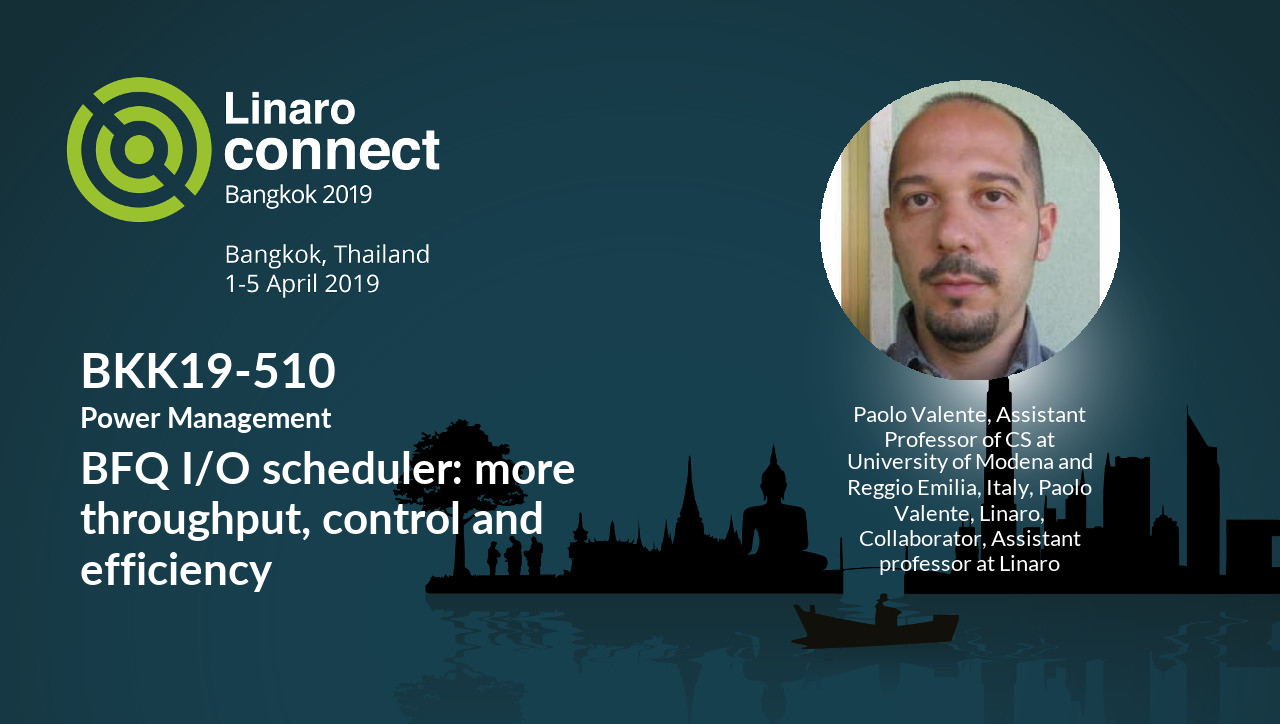 Linaro
connect
Bangkok 2019
Bangkok, Thailand
1-5 April 2019
BKK19-510
Power Management
BFQ I/O scheduler: more
throughput, control and
efficiency
Paolo Valente, Assistant
Professor of CS at
University of Modena and
Reggio Emilia, Italy, Paolo
Valente, Linaro,
Collaborator, Assistant
professor at Linaro